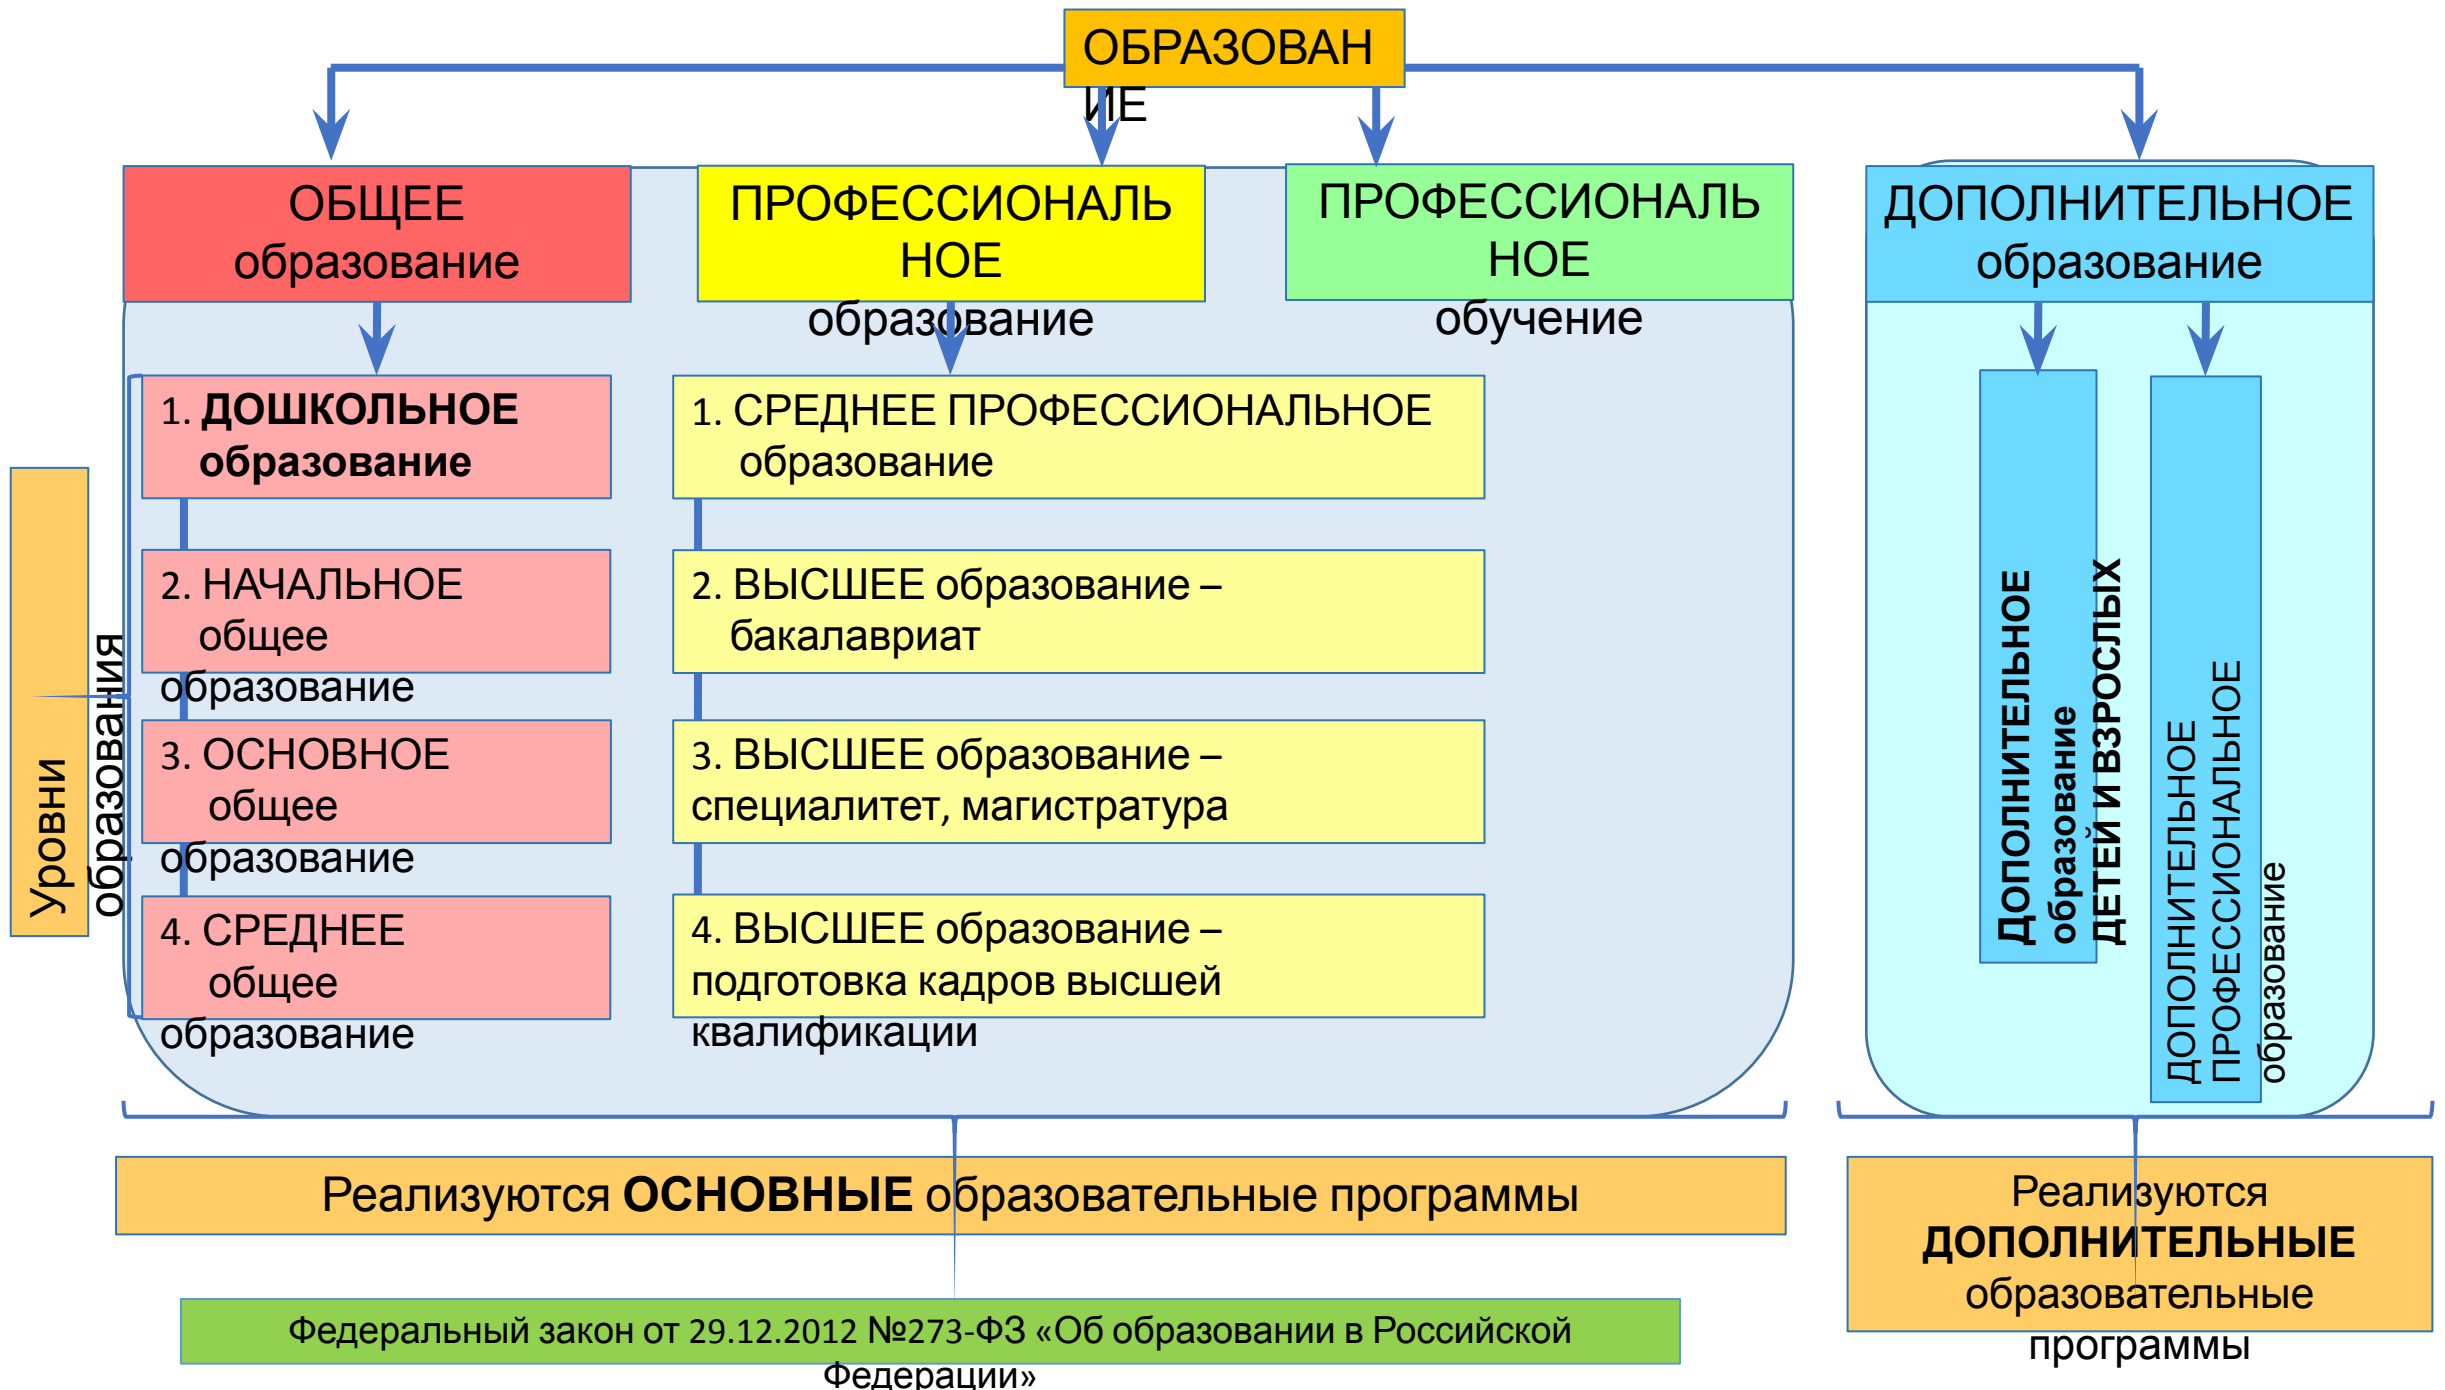 ОБРАЗОВАН
ИЕ
ОБЩЕЕ
образование
ПРОФЕССИОНАЛЬ
НОЕ
образование
ПРОФЕССИОНАЛЬ
НОЕ
обучение
ДОПОЛНИТЕЛЬНОЕ
образование
Уровни
образования
1. ДОШКОЛЬНОЕ
образование
2. НАЧАЛЬНОЕ
общее
образование
3. ОСНОВНОЕ
общее
образование
4. СРЕДНЕЕ
общее
образование
1. СРЕДНЕЕ ПРОФЕССИОНАЛЬНОЕ
образование
2. ВЫСШЕЕ образование –
бакалавриат
3. ВЫСШЕЕ образование –
специалитет, магистратура
4. ВЫСШЕЕ образование –
подготовка кадров высшей
квалификации
ДОПОЛНИТЕЛЬНОЕ
образование
ДЕТЕЙ И ВЗРОСЛЫХ
ДОПОЛНИТЕЛЬНОЕ
ПРОФЕССИОНАЛЬНОЕ
образование
Реализуются ОСНОВНЫЕ образовательные программы
Реализуются
ДОПОЛНИТЕЛЬНЫЕ
образовательные
программы
Федеральный закон от 29.12.2012 №273-ФЗ «Об образовании в Российской
Федерации»